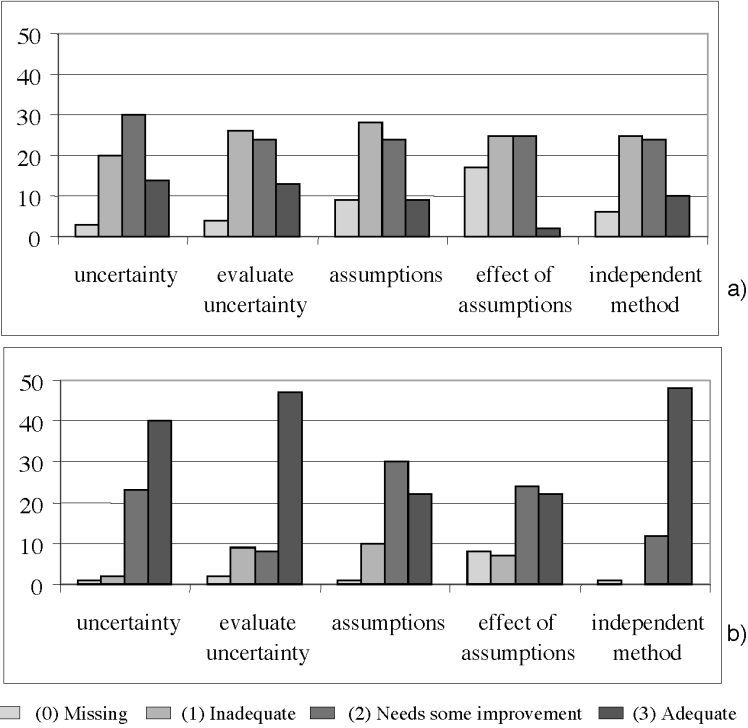 50
40
30
20
10
0
uncertainty evaluate uncertainty assumptions effect of assumptions independent method
a)
50
40
30
20
10
0
uncertainty evaluate uncertainty assumptions effect of assumptions independent method
b)
(0) Missing (1) Inadequate (2) Needs some improvement (3) Adequate